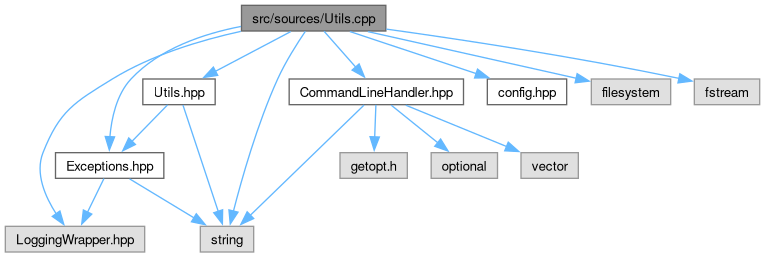 src/sources/Utils.cpp
Utils.hpp
CommandLineHandler.hpp
config.hpp
filesystem
fstream
Exceptions.hpp
getopt.h
optional
vector
LoggingWrapper.hpp
string